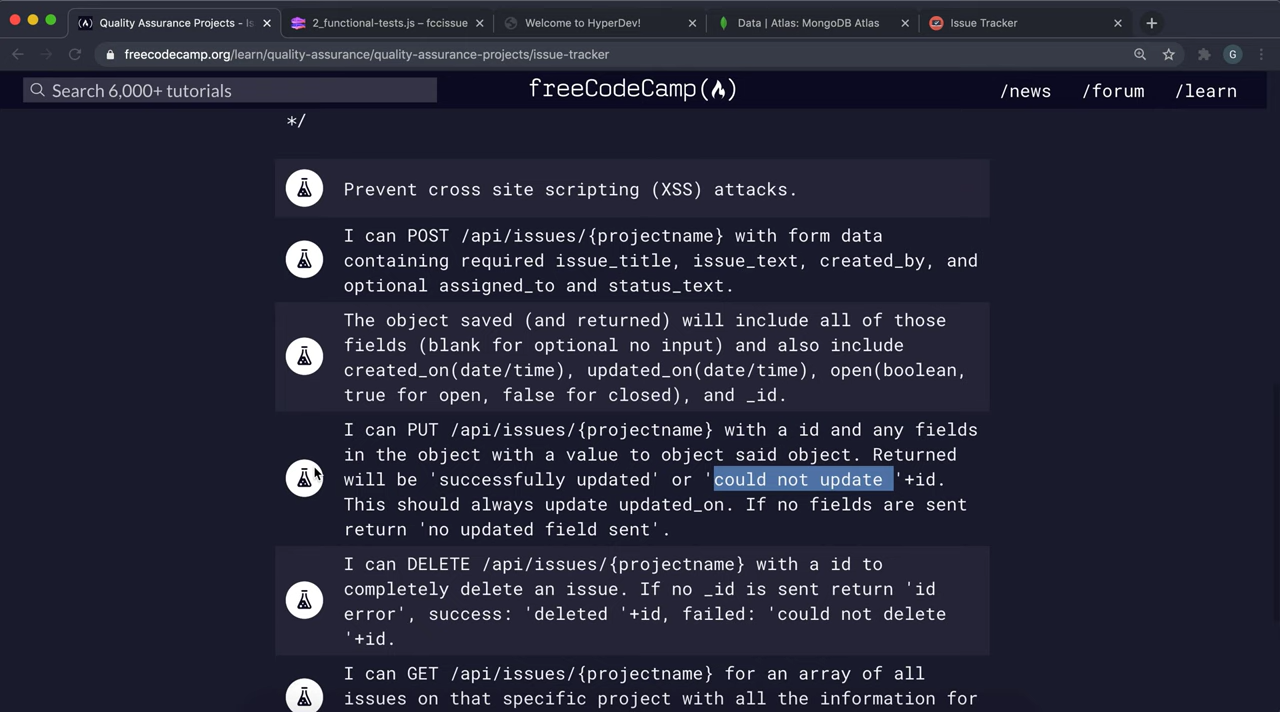 Quality Assurance Projects - Is
2_functional-tests.js – fccissue
Welcome to HyperDev!
Data | Atlas: MongoDB Atlas
Issue Tracker
freecodecamp.org/learn/quality-assurance/quality-assurance-projects/issue-tracker
G
Search 6,000+ tutorials
freeCodeCamp
/news
/forum
/learn
*/
Prevent cross site scripting (XSS) attacks.
I can POST /api/issues/{projectname} with form data
containing required issue_title, issue_text, created_by, and
optional assigned_to and status_text.
The object saved (and returned) will include all of those
fields (blank for optional no input) and also include
created_on(date/time), updated_on(date/time), open(boolean,
true for open, false for closed), and _id.
I can PUT /api/issues/{projectname} with a id and any fields
in the object with a value to object said object. Returned
will be 'successfully updated' or 'could not update '+id.
This should always update updated_on. If no fields are sent
return 'no updated field sent'.
I can DELETE /api/issues/{projectname} with a id to
completely delete an issue. If no _id is sent return 'id
error', success: 'deleted '+id, failed: 'could not delete
'+id.
I can GET /api/issues/{projectname} for an array of all
issues on that specific project with all the information for